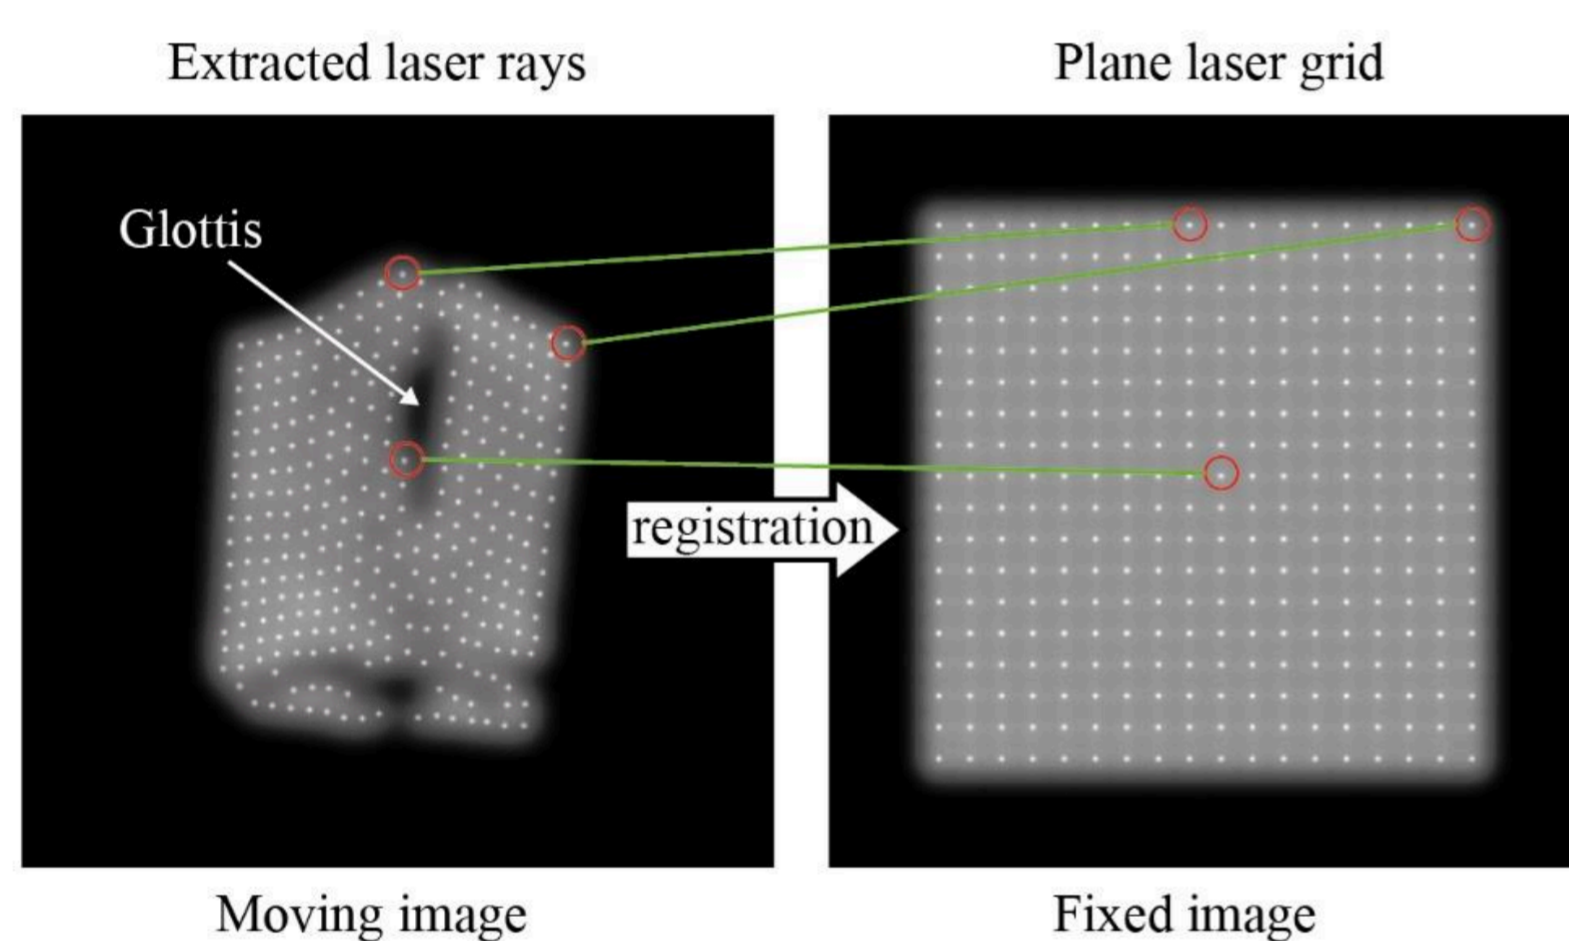 Extracted laser rays
Plane laser grid
Glottis
registration
Moving image
Fixed image